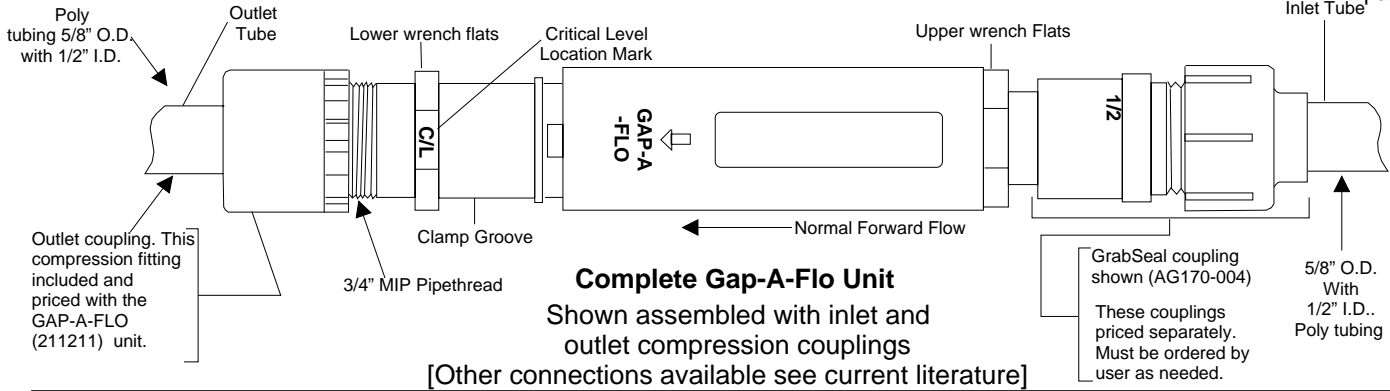 Poly
tubing 5/8” O.D.
with 1/2” I.D.
Outlet
Tube
Lower wrench flats
Critical Level
Location Mark
Upper wrench Flats
Inlet Tube
C/L
GAP-A
-FLO
1/2
Outlet coupling. This
compression fitting
included and
priced with the
GAP-A-FLO
(211211) unit.
3/4” MIP Pipethread
Clamp Groove
Normal Forward Flow
GrabSeal coupling
shown (AG170-004)
These couplings
priced separately.
Must be ordered by
user as needed.
5/8” O.D.
With
1/2” I.D..
Poly tubing
Complete Gap-A-Flo Unit
Shown assembled with inlet and
outlet compression couplings
[Other connections available see current literature]